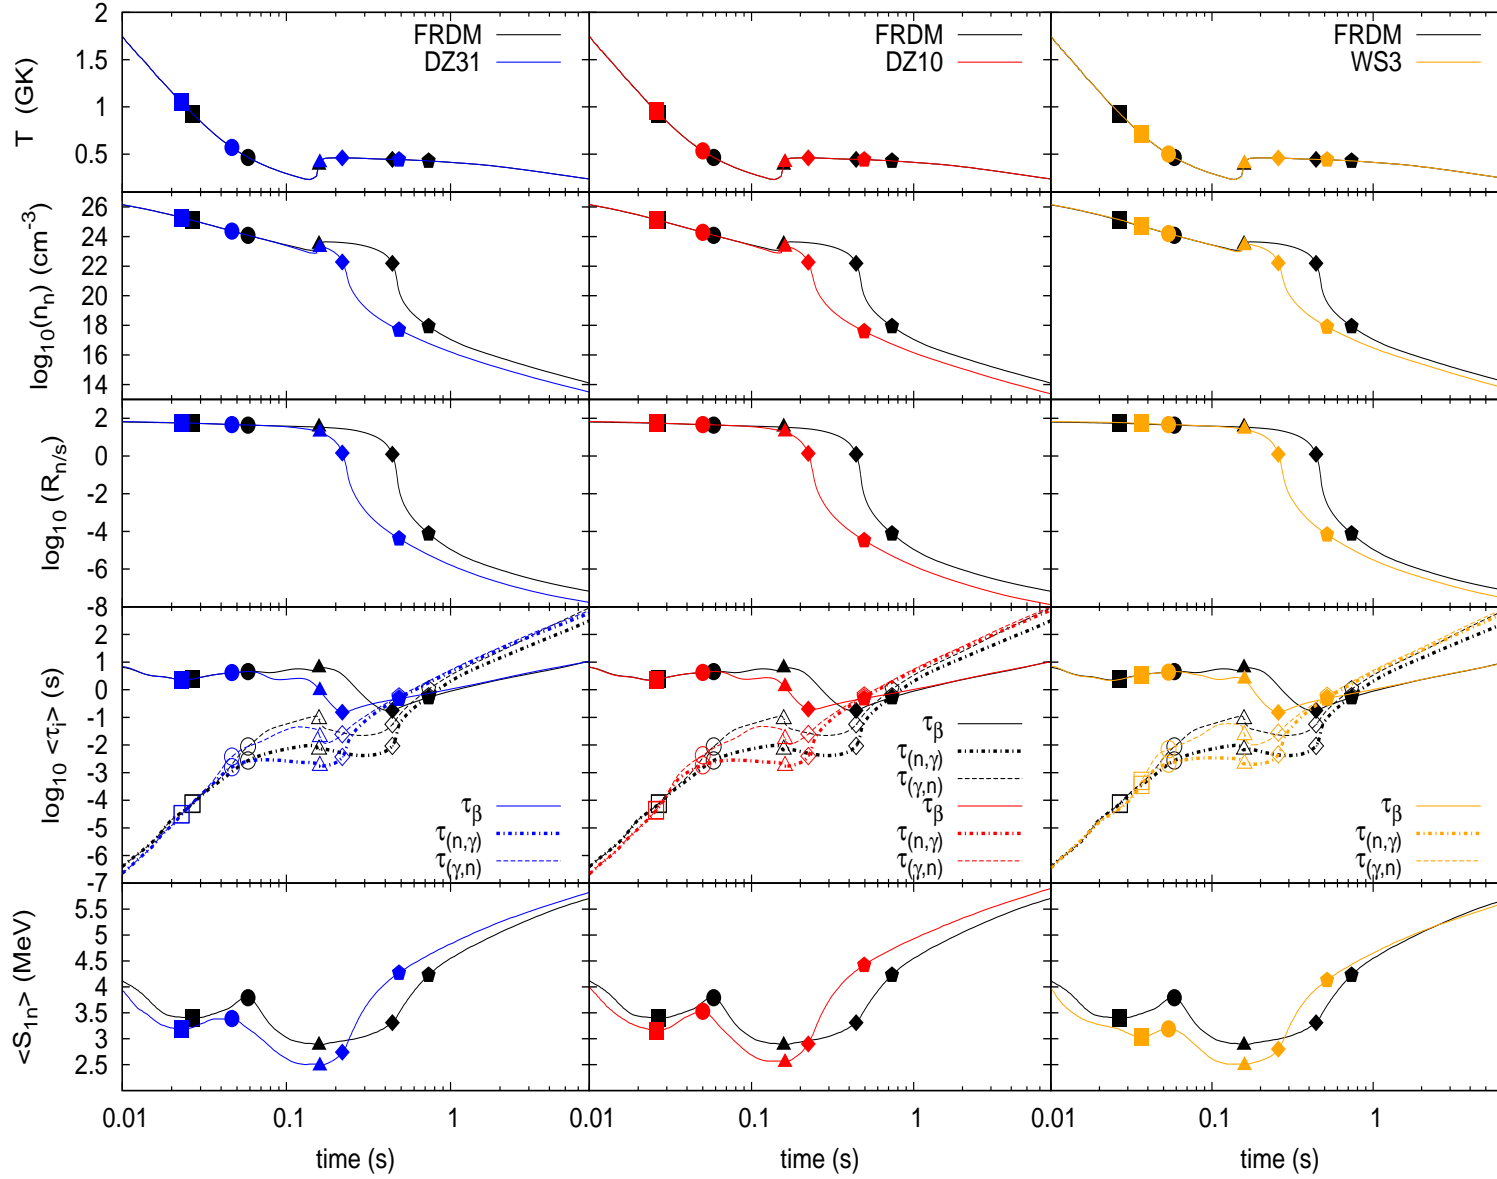 T (GK)
2
1.5
1
0.5
FRDM
DZ31
FRDM
DZ10
FRDM
WS3
log10(nn) (cm-3)
26
24
22
20
18
16
14
log10 (Rn/s)
2
0
-2
-4
-6
-8
log10 <τi> (s)
2
1
0
-1
-2
-3
-4
-5
-6
-7
τβ
τ(n,γ)
τ(γ,n)
τβ
τ(n,γ)
τ(γ,n)
τβ
τ(n,γ)
τ(γ,n)
τβ
τ(n,γ)
τ(γ,n)
<S1n> (MeV)
5.5
5
4.5
4
3.5
3
2.5
0.01 0.1 1
0.01 0.1 1
0.01 0.1 1
time (s)
time (s)
time (s)